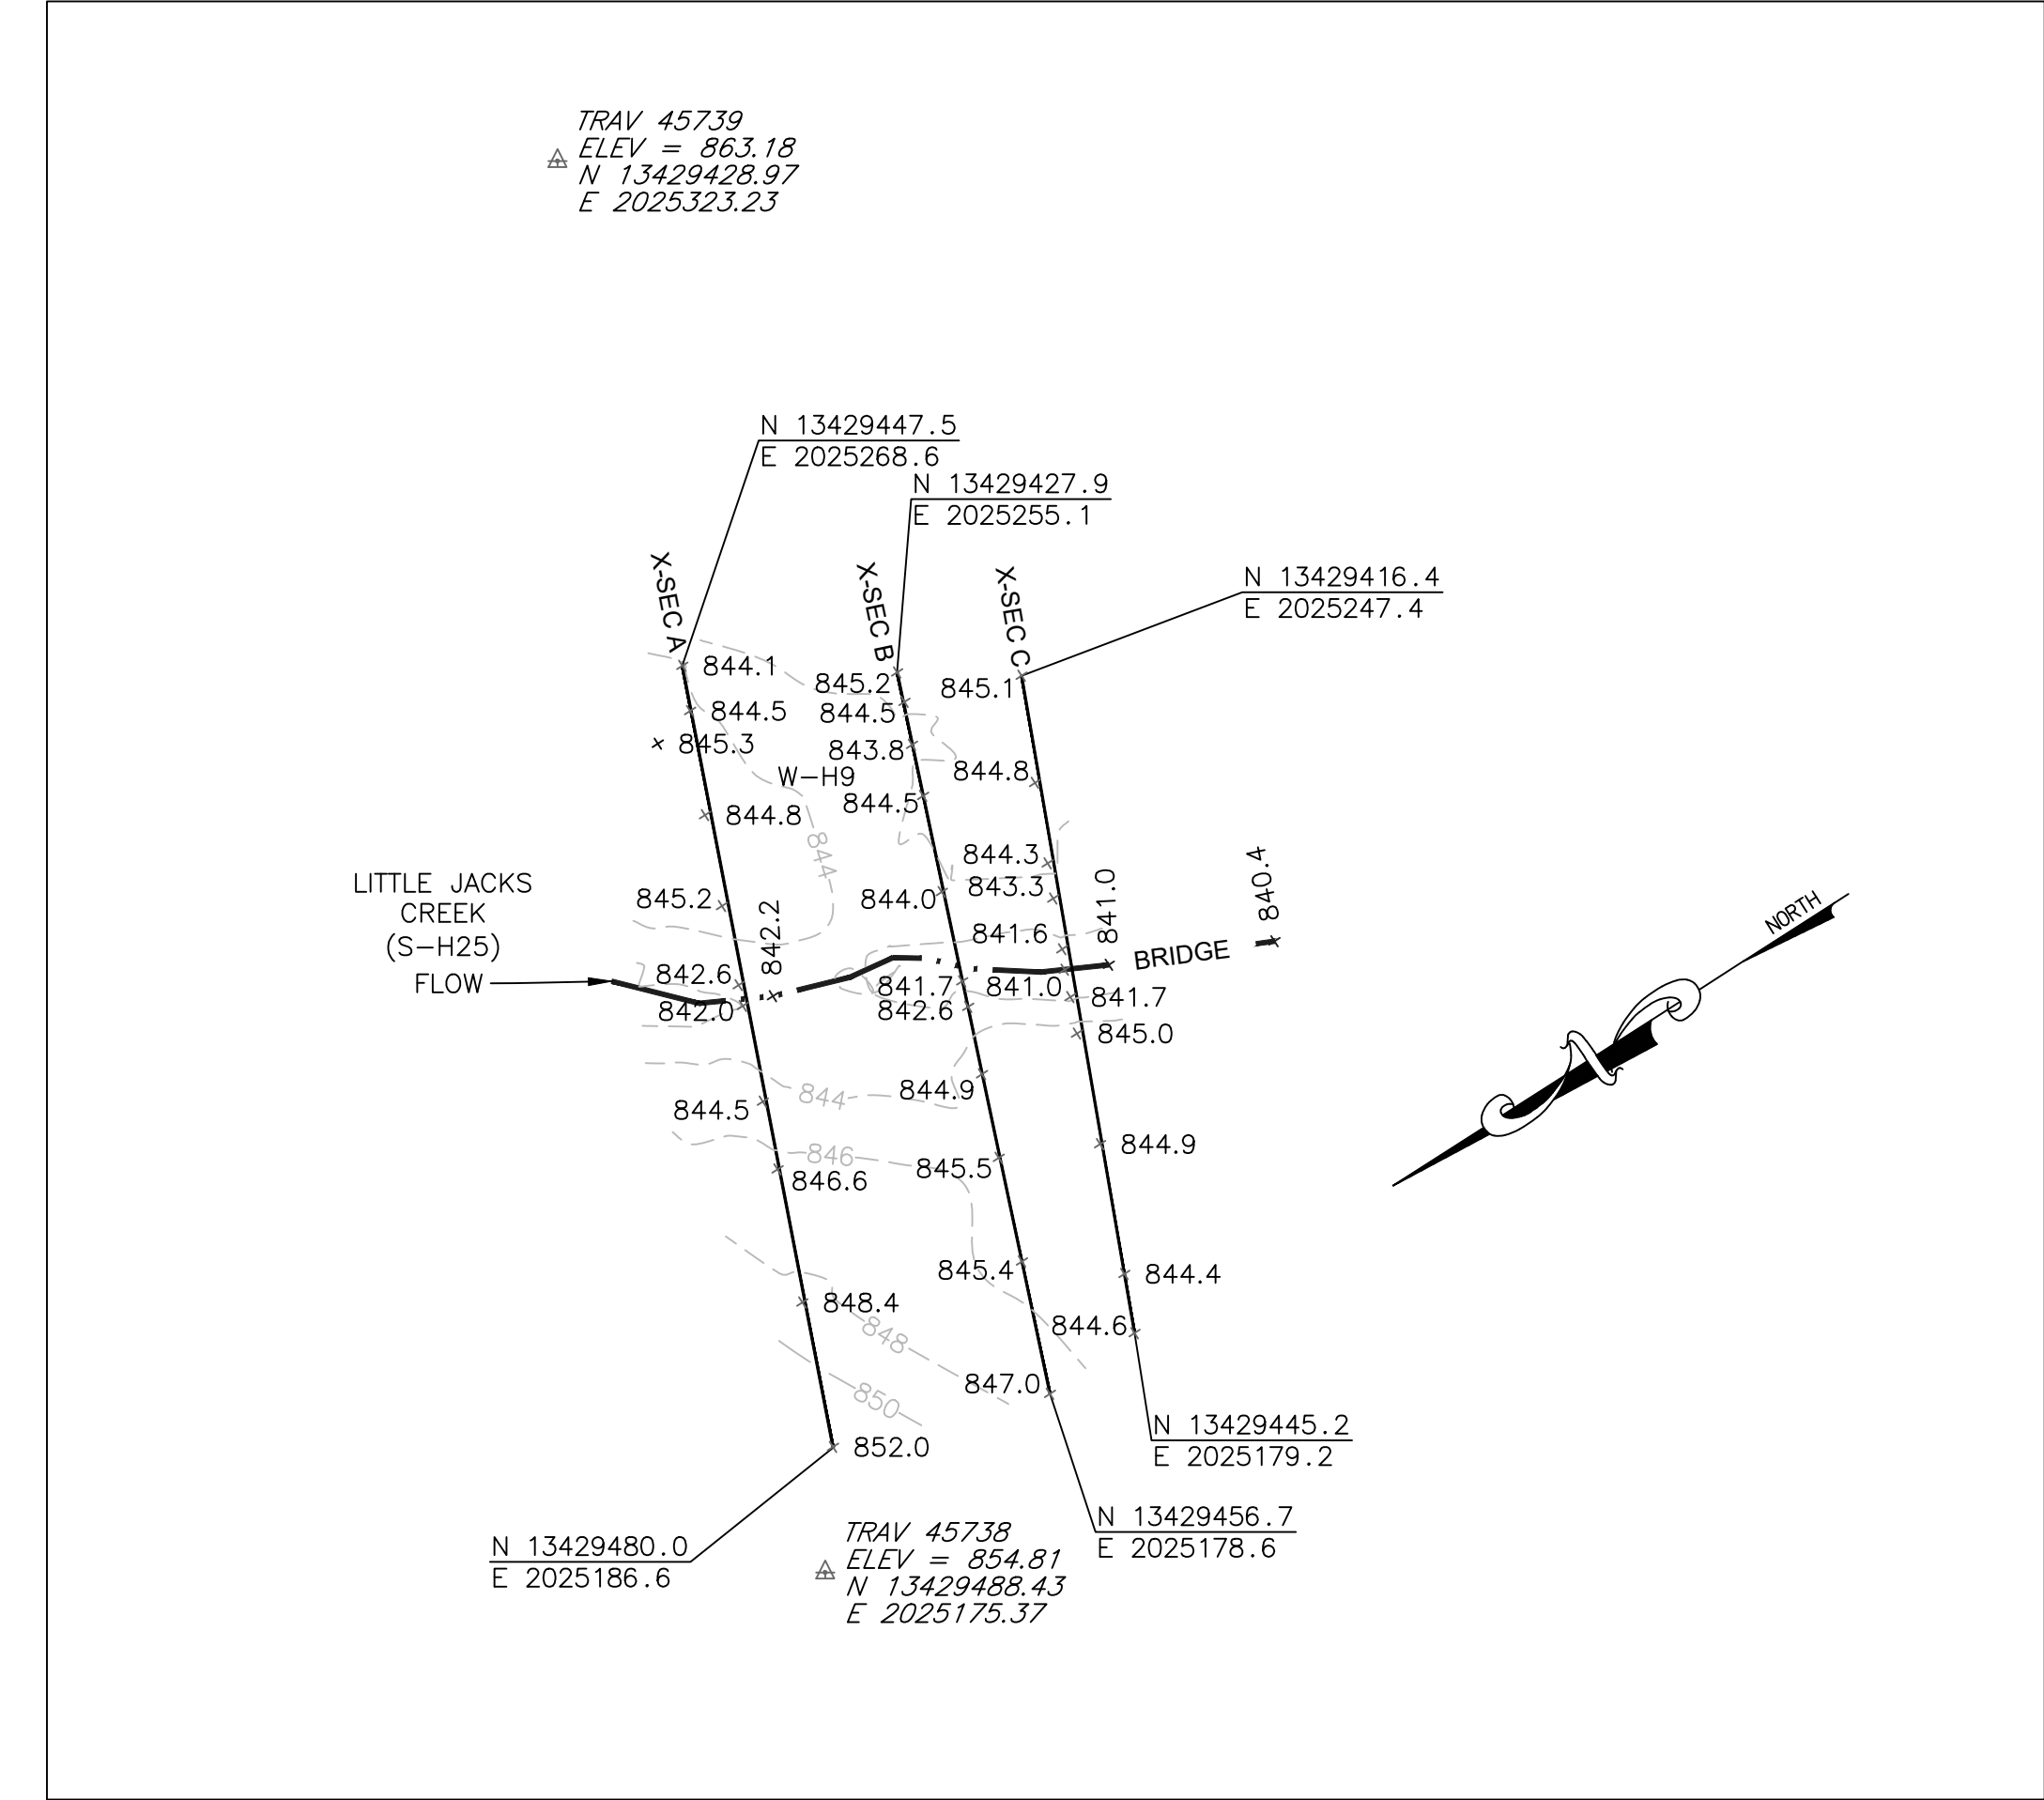 TRAV 45739
ELEV = 863.18
N 13429428.97
E 2025323.23
N 13429447.5
E 2025268.6
N 13429427.9
E 2025255.1
N 13429416.4
E 2025247.4
X-SEC A
X-SEC B
X-SEC C
844.1
844.5
845.3
844.8
845.2
842.6
842.0
842.2
844.5
846.6
848.4
852.0
W-H9
845.2
844.5
843.8
844.5
844.0
841.7
842.6
844.9
845.5
845.4
847.0
845.1
844.8
844.3
843.3
841.6
841.0
841.0
841.7
845.0
844.9
844.4
844.6
BRIDGE
840.4
844
844
846
848
850
LITTLE JACKS
CREEK
(S-H25)
FLOW
NORTH
N 13429445.2
E 2025179.2
N 13429456.7
E 2025178.6
N 13429480.0
E 2025186.6
TRAV 45738
ELEV = 854.81
N 13429488.43
E 2025175.37